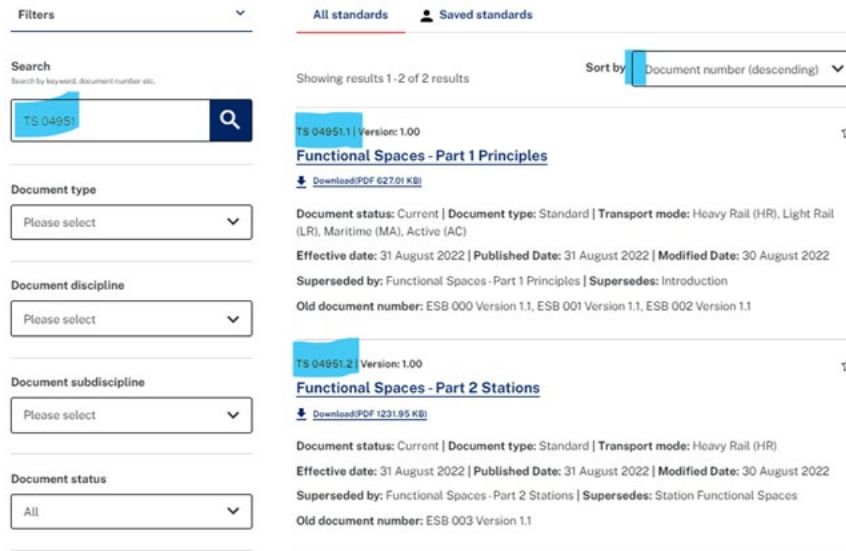 Filters
Search
Search by keyword, document number etc.
TS 04951
Document type
Please select
Document discipline
Please select
Document subdiscipline
Please select
Document status
All
All standards
Saved standards
Showing results 1-2 of 2 results
Sort by
Document number (descending)
TS 04951.1 | Version: 1.00
Functional Spaces - Part 1 Principles
Download(PDF 627.01 KB)
Document status: Current | Document type: Standard | Transport mode: Heavy Rail (HR), Light Rail
(LR), Maritime (MA), Active (AC)
Effective date: 31 August 2022 | Published Date: 31 August 2022 | Modified Date: 30 August 2022
Superseded by: Functional Spaces - Part 1 Principles | Supersedes: Introduction
Old document number: ESB 000 Version 1.1, ESB 001 Version 1.1, ESB 002 Version 1.1
TS 04951.2 | Version: 1.00
Functional Spaces - Part 2 Stations
Download(PDF 1231.95 KB)
Document status: Current | Document type: Standard | Transport mode: Heavy Rail (HR)
Effective date: 31 August 2022 | Published Date: 31 August 2022 | Modified Date: 30 August 2022
Superseded by: Functional Spaces - Part 2 Stations | Supersedes: Station Functional Spaces
Old document number: ESB 003 Version 1.1